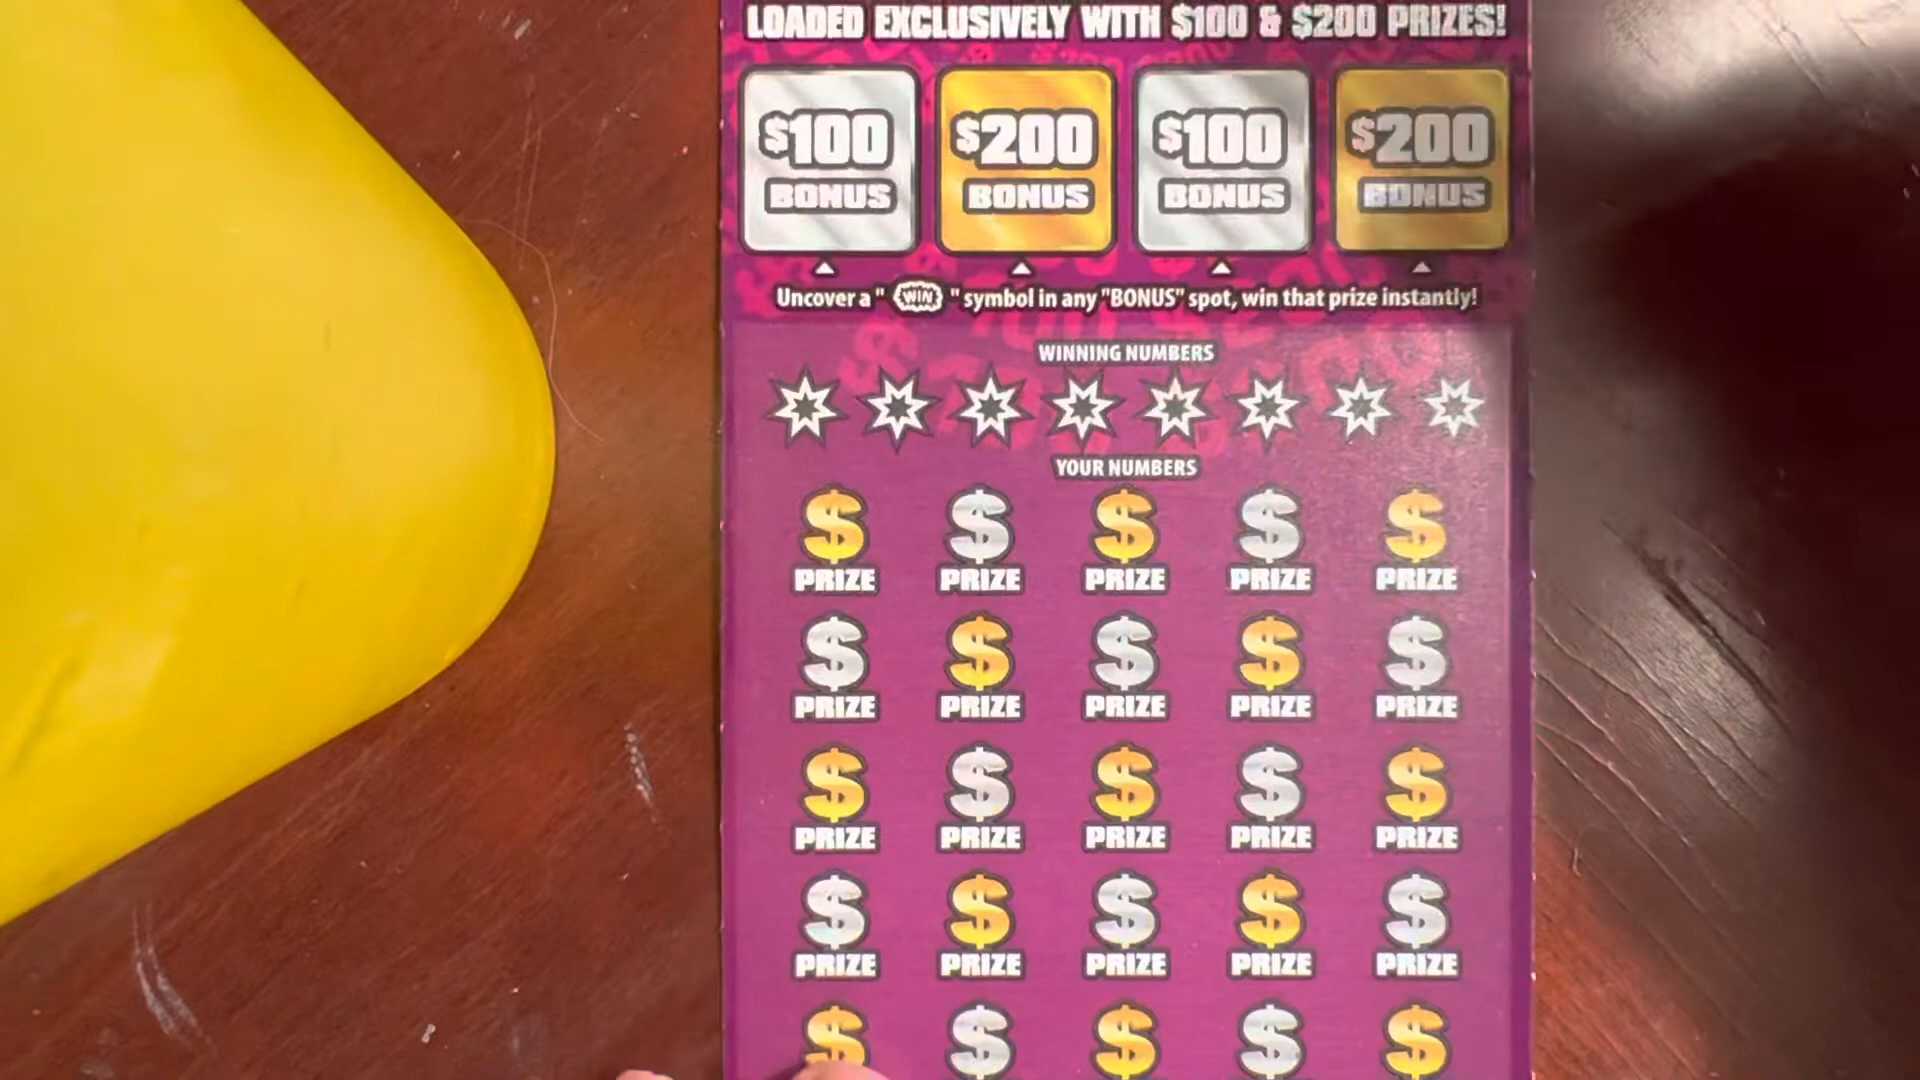 LOADED EXCLUSIVELY WITH $100 & $200 PRIZES!
$100 $200 $100 $200
BONUS BONUS BONUS BONUS
Uncover a " WIN " symbol in any "BONUS" spot, win that prize instantly!
WINNING NUMBERS
YOUR NUMBERS
$ $ $ $ $
PRIZE PRIZE PRIZE PRIZE PRIZE
$ $ $ $ $
PRIZE PRIZE PRIZE PRIZE PRIZE
$ $ $ $ $
PRIZE PRIZE PRIZE PRIZE PRIZE
$ $ $ $ $
PRIZE PRIZE PRIZE PRIZE PRIZE
$ $ $ $ $